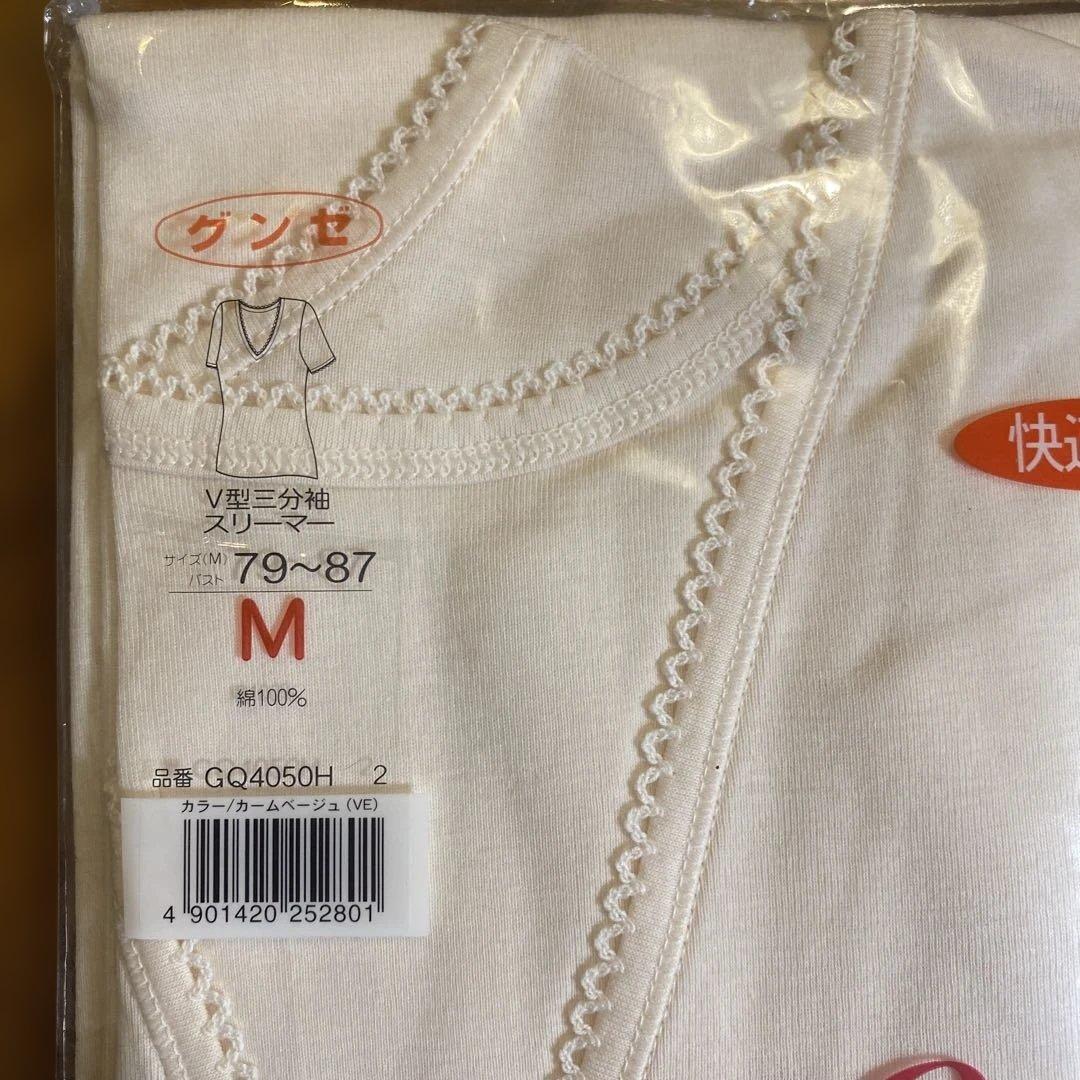 グンゼ
V型三分袖
スリーマー
サイズ(M)
バスト 79〜87
M
綿100%
品番 GQ4050H 2
カラー/カームベージュ(VE)
4 901420 252801
快適